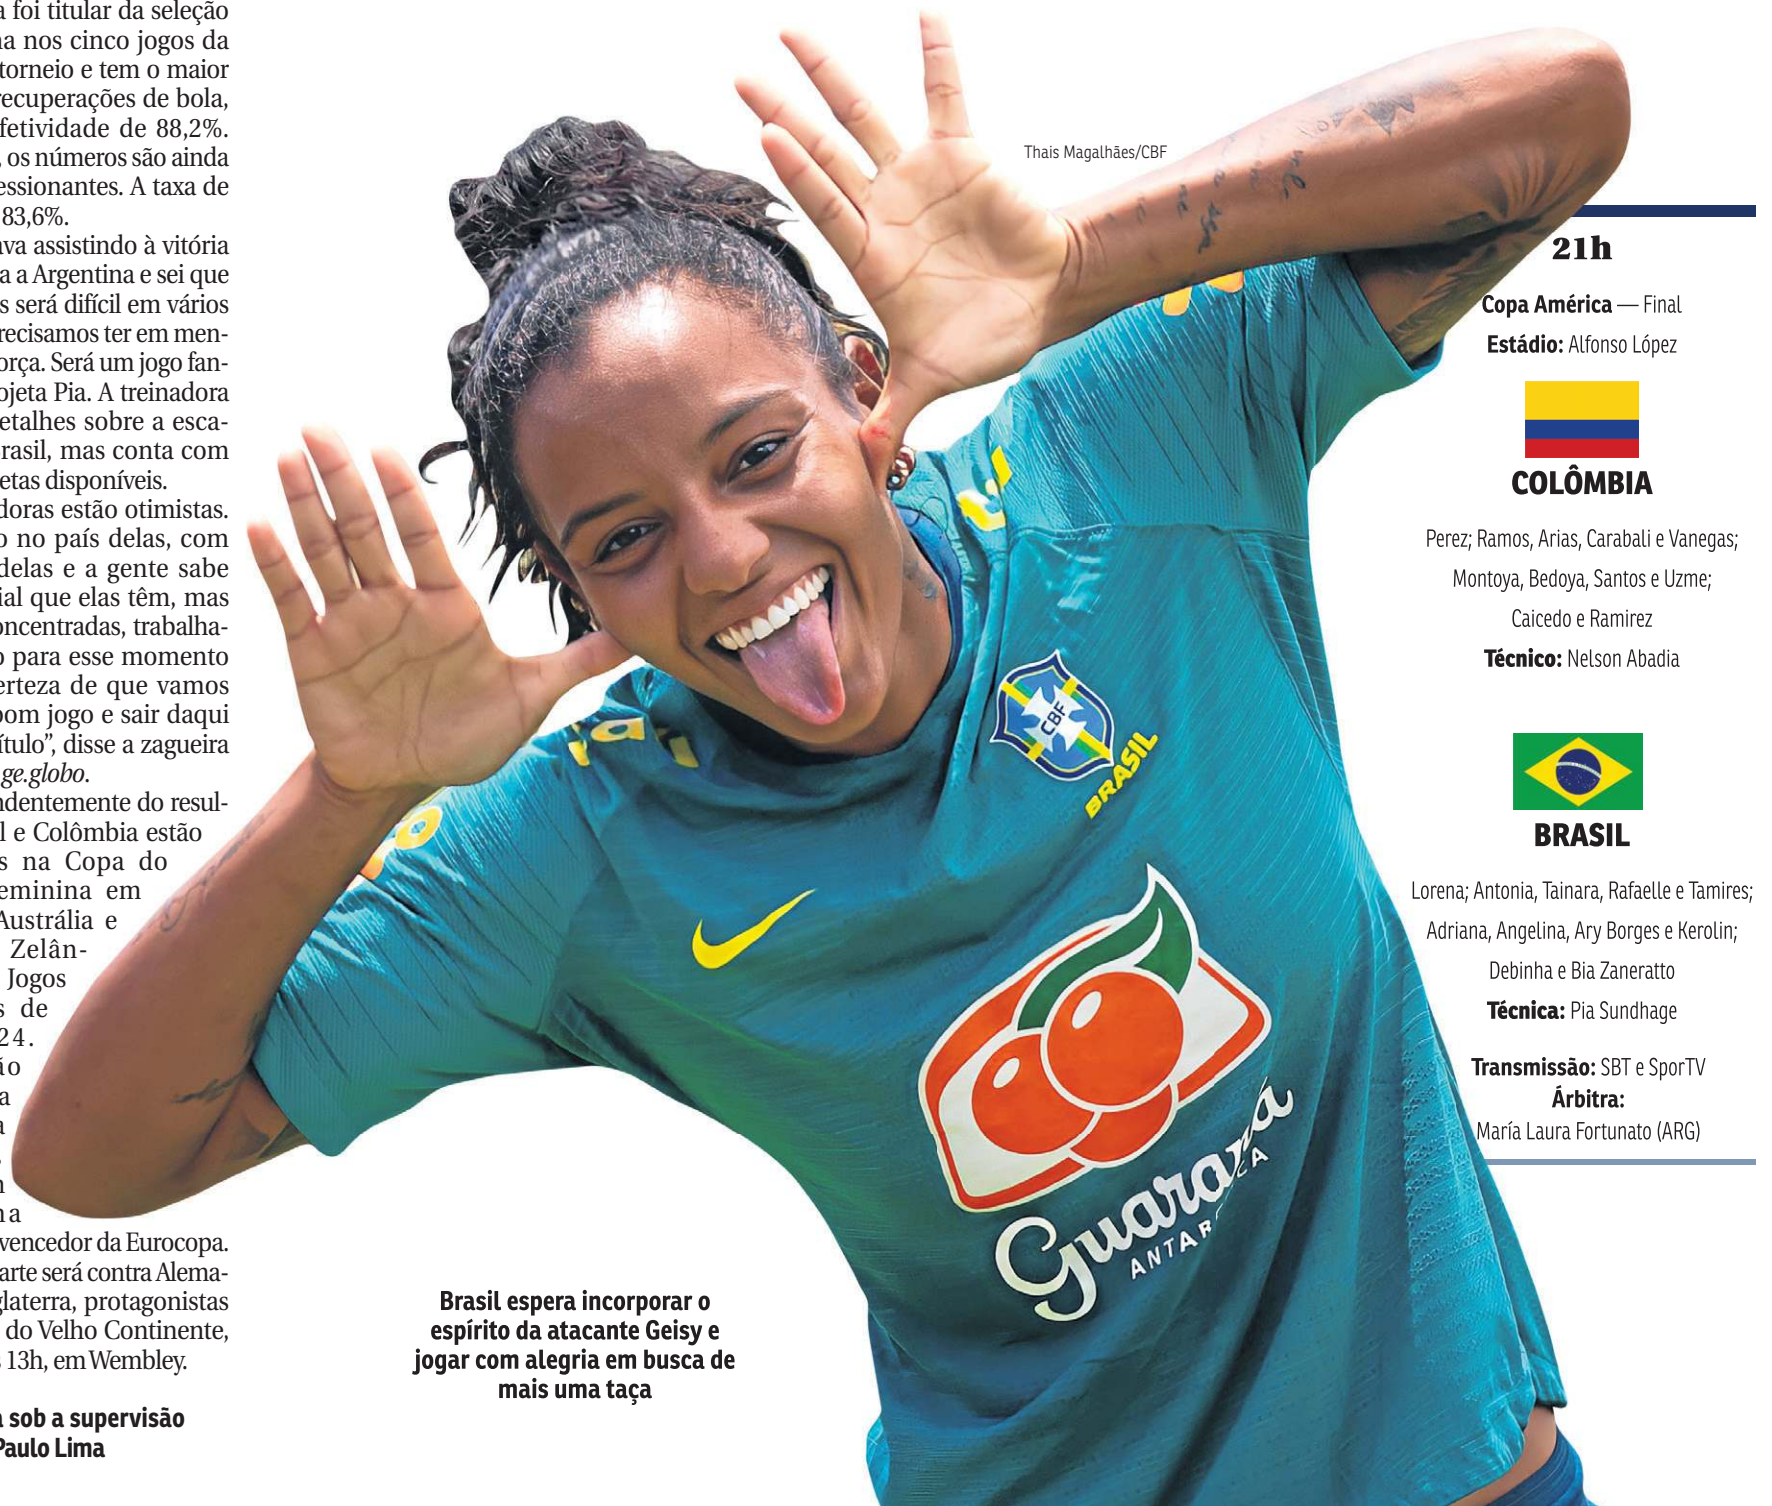 a foi titular da seleção
na nos cinco jogos da
torneio e tem o maior
recuperações de bola,
fetividade de 88,2%.
, os números são ainda
essionantes. A taxa de
83,6%.
ava assistindo à vitória
a a Argentina e sei que
s será difícil em vários
recisamos ter em men-
orça. Será um jogo fan-
ojeta Pia. A treinadora
etalhes sobre a esca-
rasil, mas conta com
etas disponíveis.
doras estão otimistas.
o no país delas, com
delas e a gente sabe
ial que elas têm, mas
oncentradas, trabalha-
o para esse momento
erteza de que vamos
bom jogo e sair daqui
ítulo”, disse a zagueira
ge.globo.
ndentemente do resul-
l e Colômbia estão
s na Copa do
eminina em
Austrália e
Zelân-
Jogos
s de
24.
ão
a
a
na
vencedor da Eurocopa.
arte será contra Alema-
glaterra, protagonistas
do Velho Continente,
s 13h, em Wembley.
a sob a supervisão
Paulo Lima
Thais Magalhães/CBF
CBF
BRASIL
Guaraná
ANTARCTICA
Brasil espera incorporar o
espírito da atacante Geisy e
jogar com alegria em busca de
mais uma taça
21h
Copa América — Final
Estádio: Alfonso López
COLÔMBIA
Perez; Ramos, Arias, Carabali e Vanegas;
Montoya, Bedoya, Santos e Uzme;
Caicedo e Ramirez
Técnico: Nelson Abadia
BRASIL
Lorena; Antonia, Tainara, Rafaelle e Tamires;
Adriana, Angelina, Ary Borges e Kerolin;
Debinha e Bia Zaneratto
Técnica: Pia Sundhage
Transmissão: SBT e SporTV
Árbitra:
María Laura Fortunato (ARG)